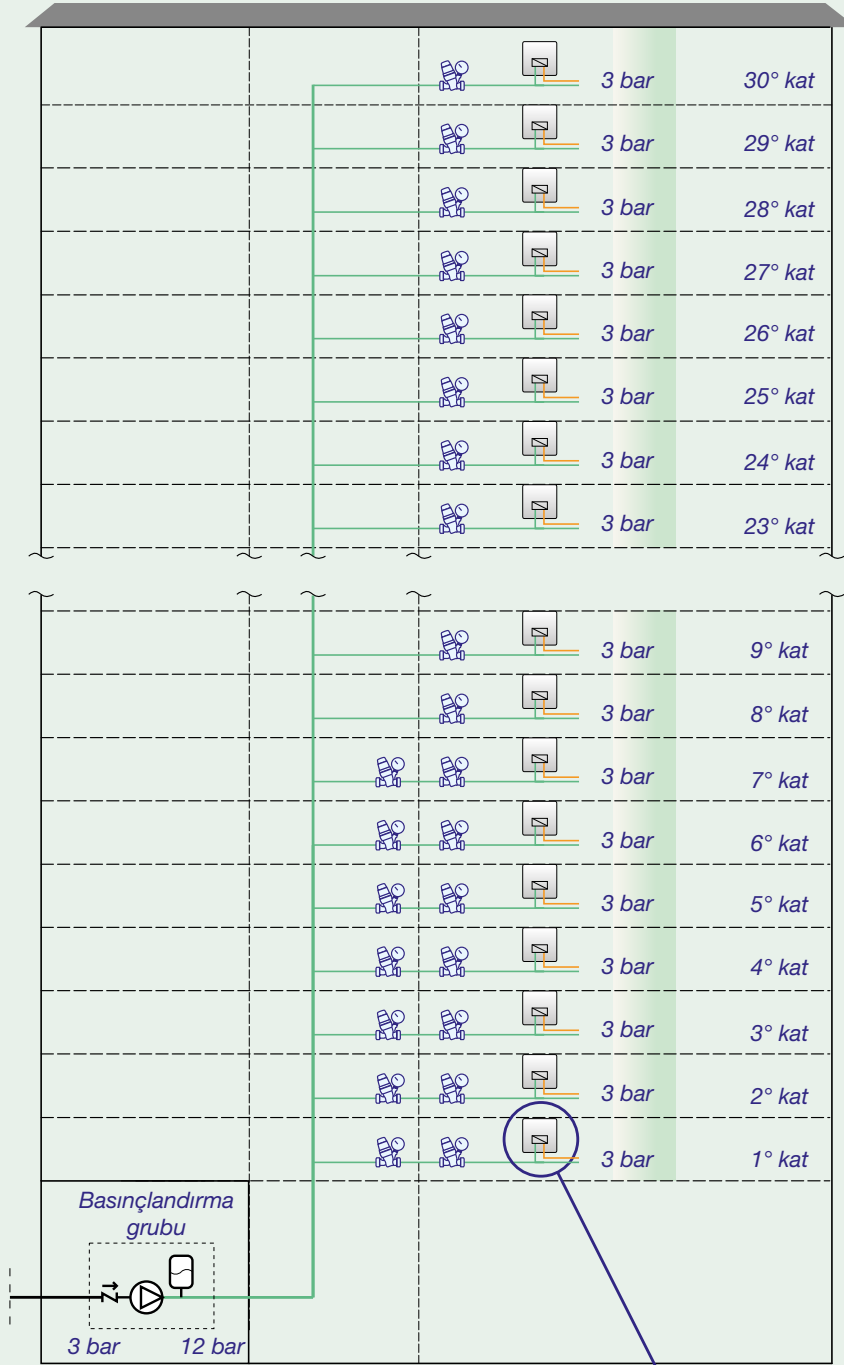 3 bar 30° kat
3 bar 29° kat
3 bar 28° kat
3 bar 27° kat
3 bar 26° kat
3 bar 25° kat
3 bar 24° kat
3 bar 23° kat
3 bar 9° kat
3 bar 8° kat
3 bar 7° kat
3 bar 6° kat
3 bar 5° kat
3 bar 4° kat
3 bar 3° kat
3 bar 2° kat
3 bar 1° kat
Basınçlandırma
grubu
3 bar 12 bar